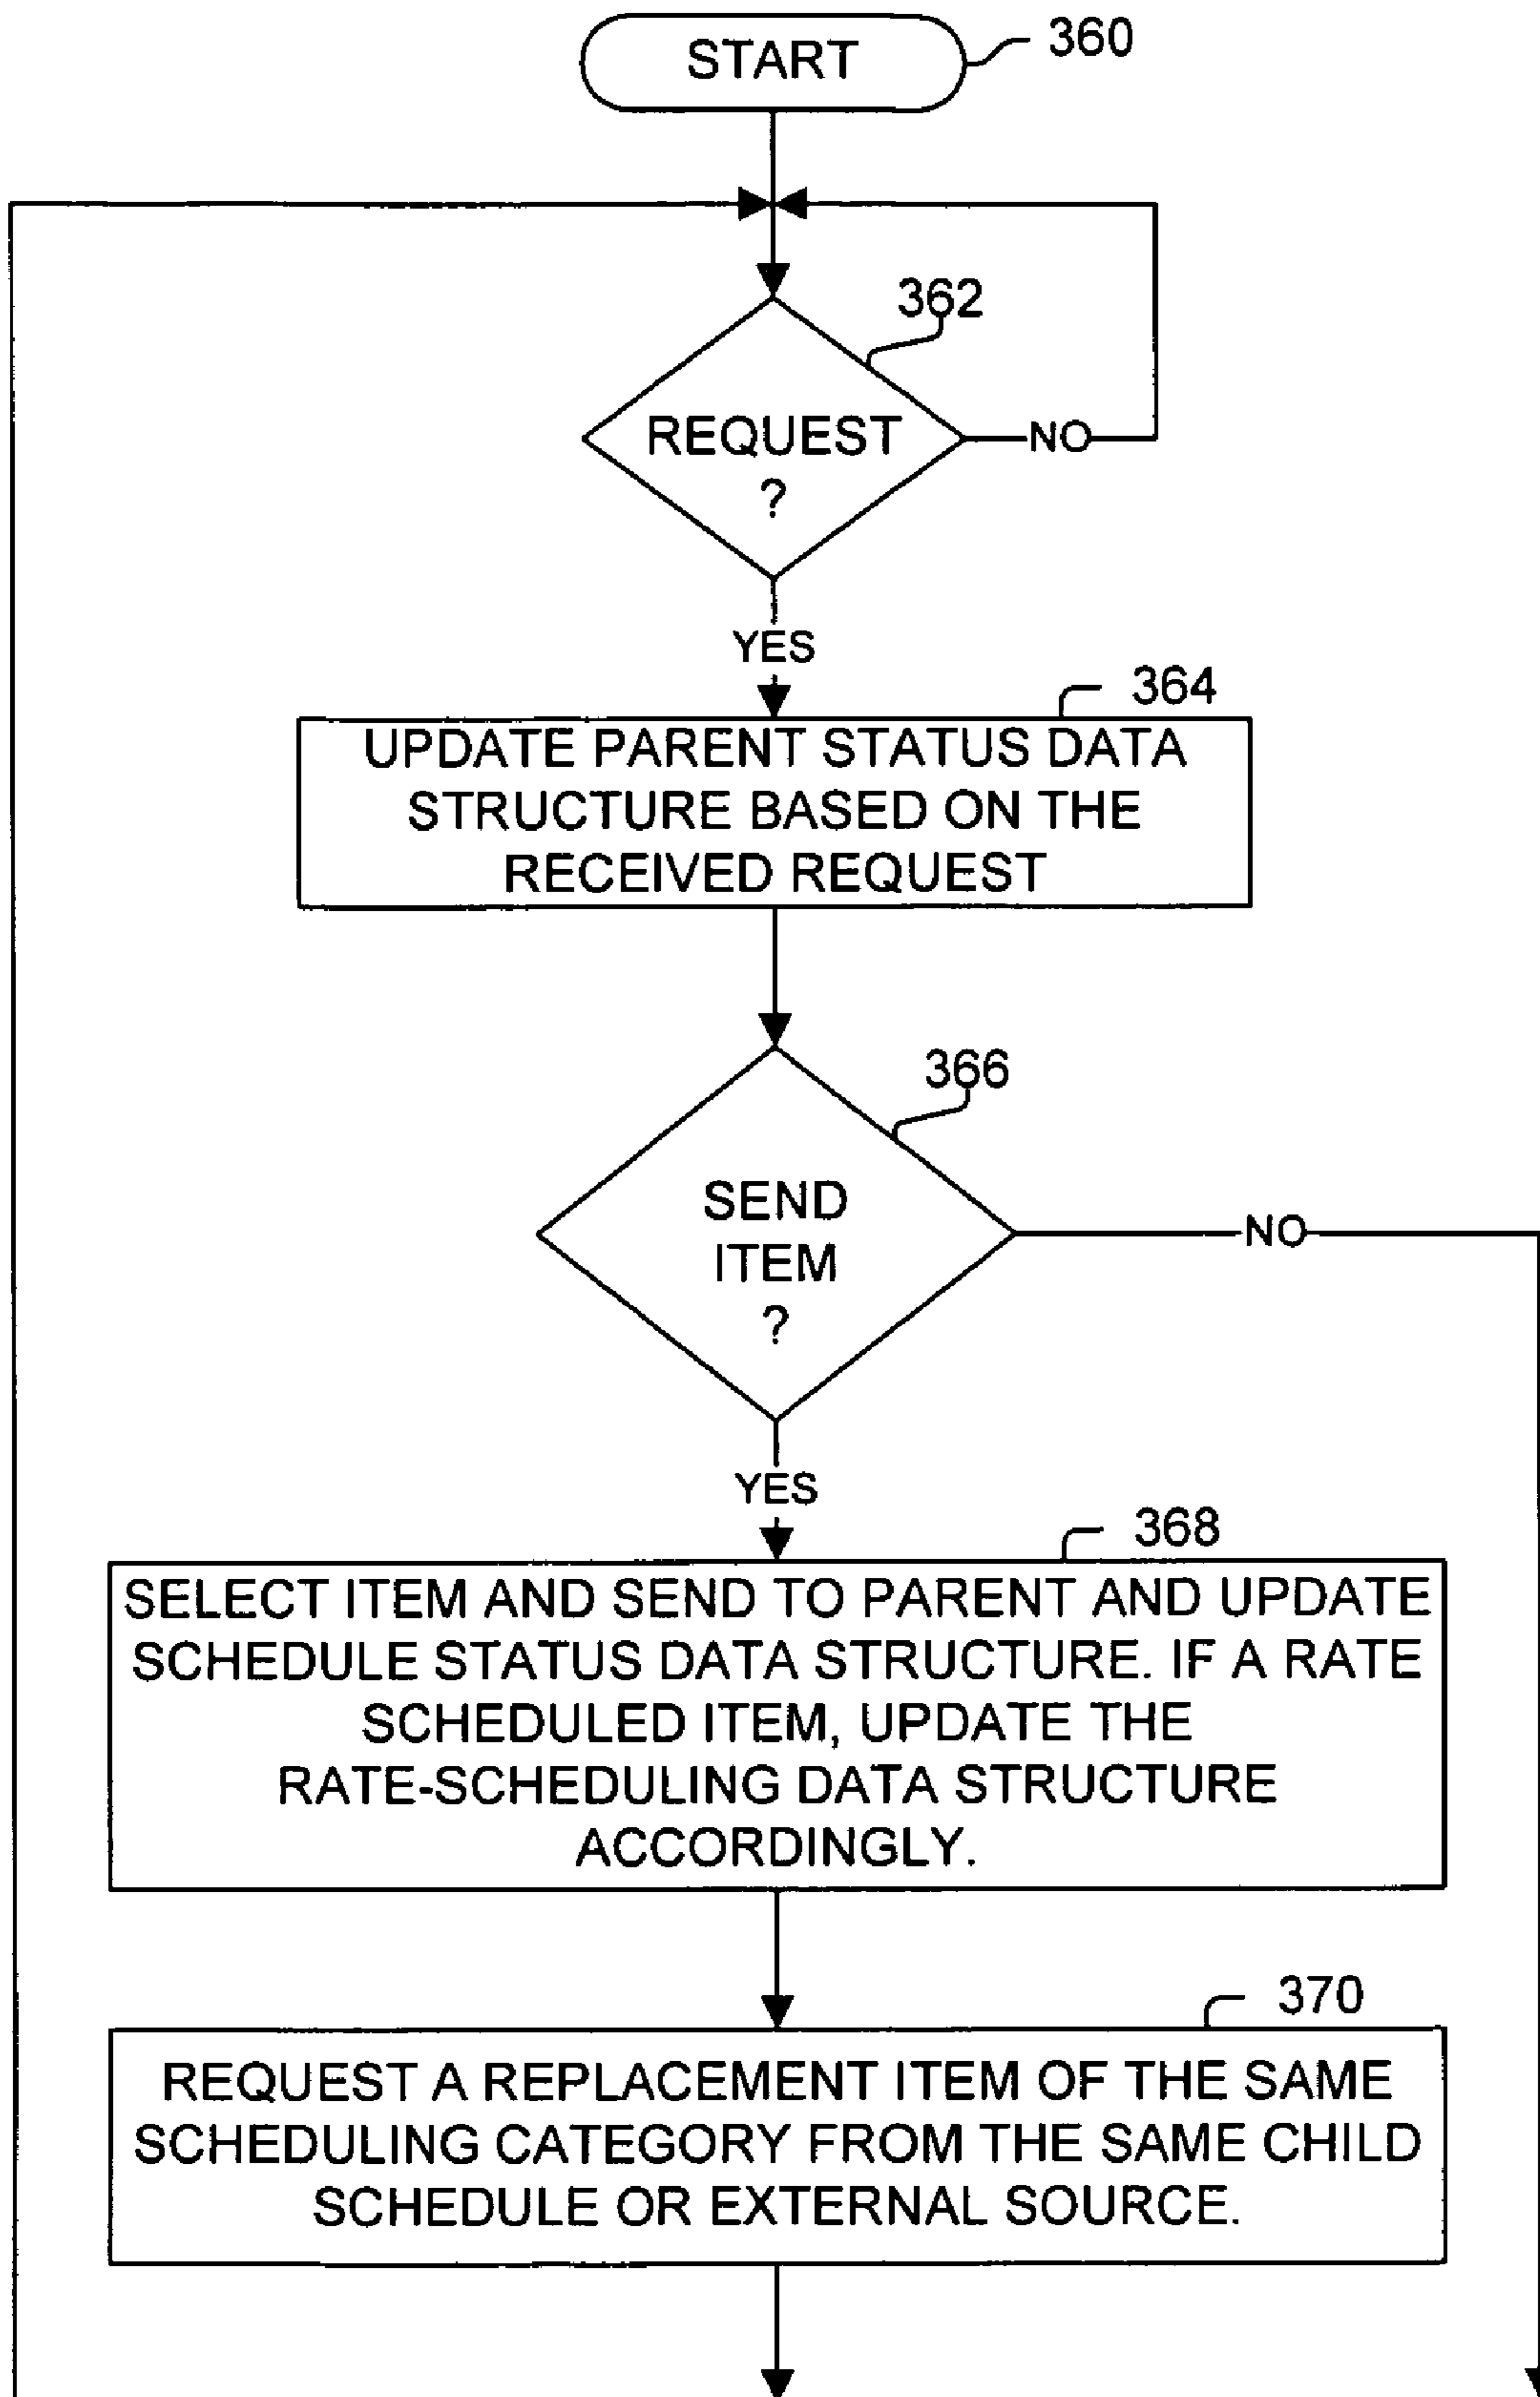 START
360
362
REQUEST
?
NO
YES
364
UPDATE PARENT STATUS DATA
STRUCTURE BASED ON THE
RECEIVED REQUEST
366
SEND
ITEM
?
NO
YES
368
SELECT ITEM AND SEND TO PARENT AND UPDATE
SCHEDULE STATUS DATA STRUCTURE. IF A RATE
SCHEDULED ITEM, UPDATE THE
RATE-SCHEDULING DATA STRUCTURE
ACCORDINGLY.
370
REQUEST A REPLACEMENT ITEM OF THE SAME
SCHEDULING CATEGORY FROM THE SAME CHILD
SCHEDULE OR EXTERNAL SOURCE.